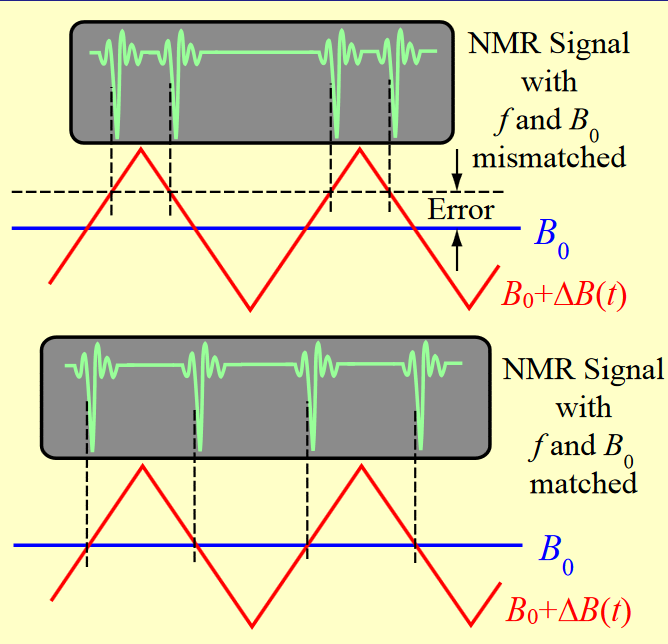 NMR Signal
with
f and B₀
mismatched
Error
B₀
B₀+ΔB(t)
NMR Signal
with
f and B₀
matched
B₀
B₀+ΔB(t)